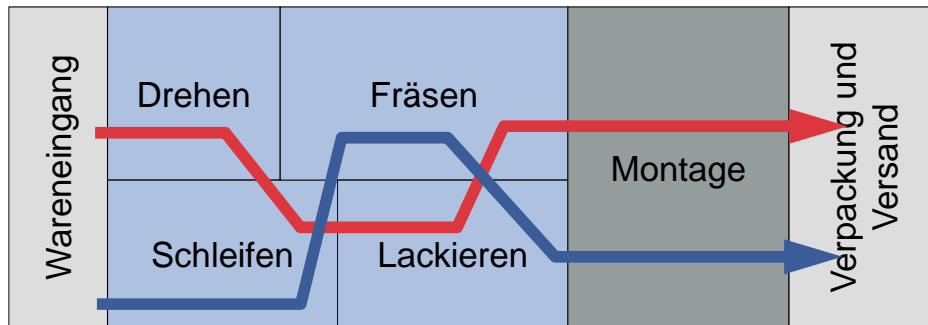 Wareneingang
Drehen
Fräsen
Schleifen
Lackieren
Montage
Verpackung und
Versand